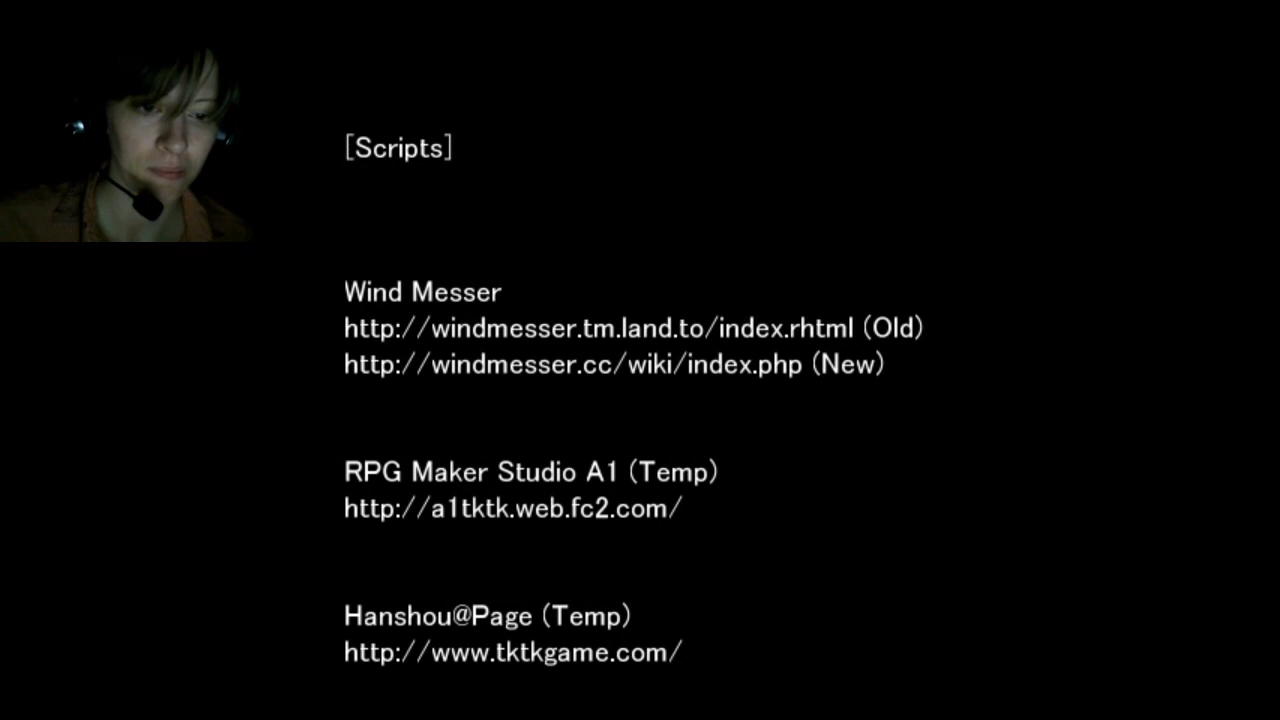 [Scripts]
Wind Messer
http://windmesser.tm.land.to/index.rhtml (Old)
http://windmesser.cc/wiki/index.php (New)
RPG Maker Studio A1 (Temp)
http://a1tktk.web.fc2.com/
Hanshou@Page (Temp)
http://www.tktkgame.com/